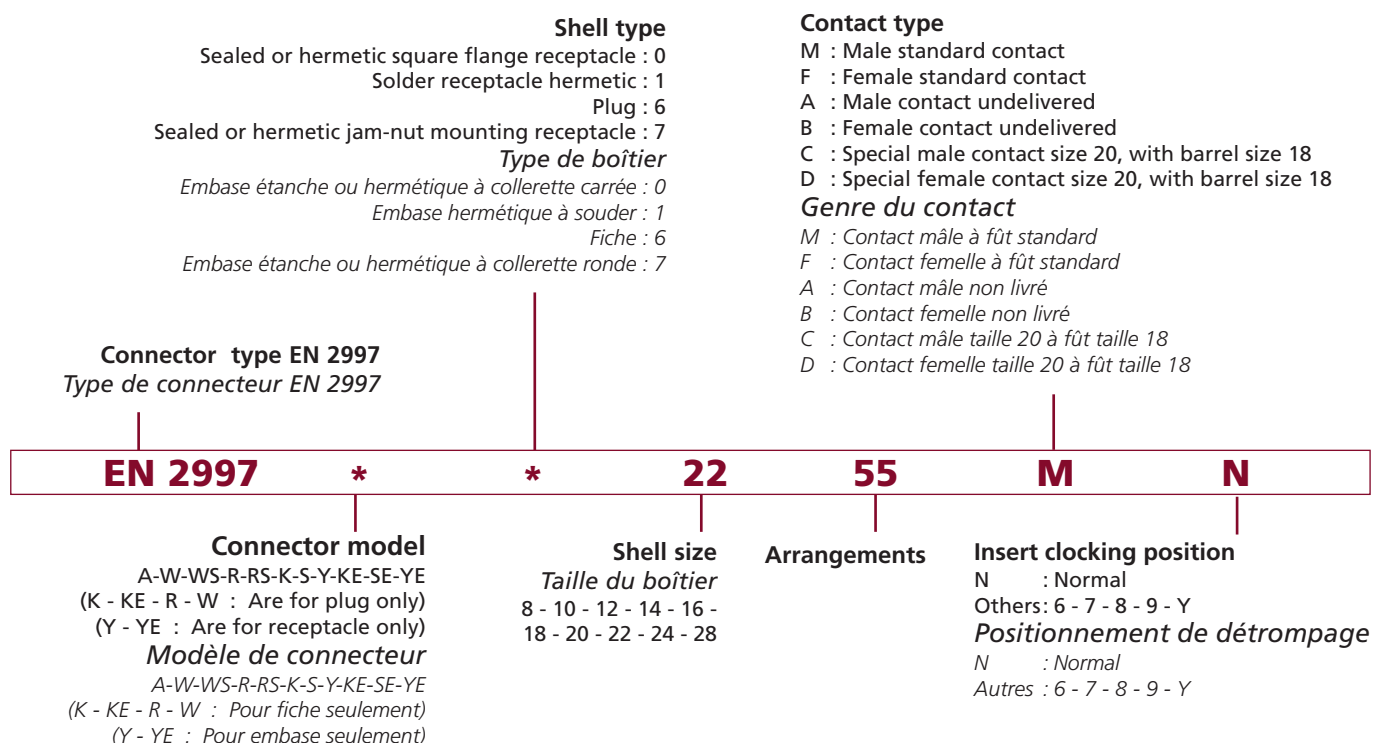 Shell type
Sealed or hermetic square flange receptacle : 0
Solder receptacle hermetic : 1
Plug : 6
Sealed or hermetic jam-nut mounting receptacle : 7
Type de boîtier
Embase étanche ou hermétique à collerette carrée : 0
Embase hermétique à souder : 1
Fiche : 6
Embase étanche ou hermétique à collerette ronde : 7
Contact type
M : Male standard contact
F : Female standard contact
A : Male contact undelivered
B : Female contact undelivered
C : Special male contact size 20, with barrel size 18
D : Special female contact size 20, with barrel size 18
Genre du contact
M : Contact mâle à fût standard
F : Contact femelle à fût standard
A : Contact mâle non livré
B : Contact femelle non livré
C : Contact mâle taille 20 à fût taille 18
D : Contact femelle taille 20 à fût taille 18
Connector type EN 2997
Type de connecteur EN 2997
EN 2997 * * 22 55 M N
Connector model
A-W-WS-R-RS-K-S-Y-KE-SE-YE
(K - KE - R - W : Are for plug only)
(Y - YE : Are for receptacle only)
Modèle de connecteur
A-W-WS-R-RS-K-S-Y-KE-SE-YE
(K - KE - R - W : Pour fiche seulement)
(Y - YE : Pour embase seulement)
Shell size
Taille du boîtier
8 - 10 - 12 - 14 - 16 -
18 - 20 - 22 - 24 - 28
Arrangements
Insert clocking position
N : Normal
Others: 6 - 7 - 8 - 9 - Y
Positionnement de détrompage
N : Normal
Autres : 6 - 7 - 8 - 9 - Y